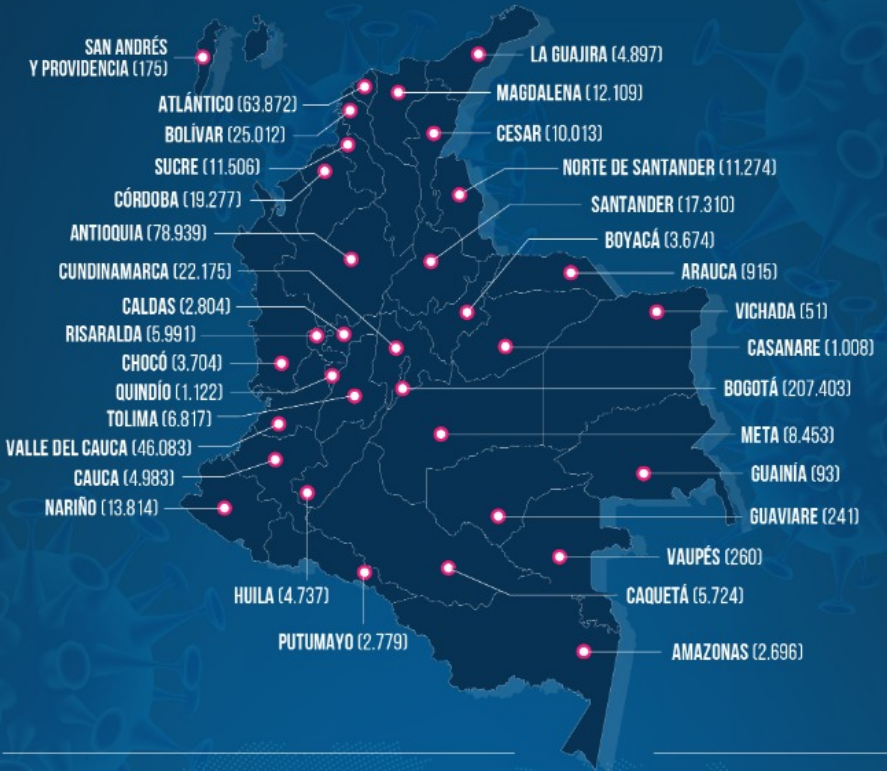 SAN ANDRÉS
Y PROVIDENCIA (175)
ATLÁNTICO (63.872)
BOLÍVAR (25.012)
SUCRE (11.506)
CÓRDOBA (19.277)
ANTIOQUIA (78.939)
CUNDINAMARCA (22.175)
CALDAS (2.804)
RISARALDA (5.991)
CHOCÓ (3.704)
QUINDÍO (1.122)
TOLIMA (6.817)
VALLE DEL CAUCA (46.083)
CAUCA (4.983)
NARIÑO (13.814)
HUILA (4.737)
PUTUMAYO (2.779)
LA GUAJIRA (4.897)
MAGDALENA (12.109)
CESAR (10.013)
NORTE DE SANTANDER (11.274)
SANTANDER (17.310)
BOYACÁ (3.674)
ARAUCA (915)
VICHADA (51)
CASANARE (1.008)
BOGOTÁ (207.403)
META (8.453)
GUAINÍA (93)
GUAVIARE (241)
VAUPÉS (260)
CAQUETÁ (5.724)
AMAZONAS (2.696)